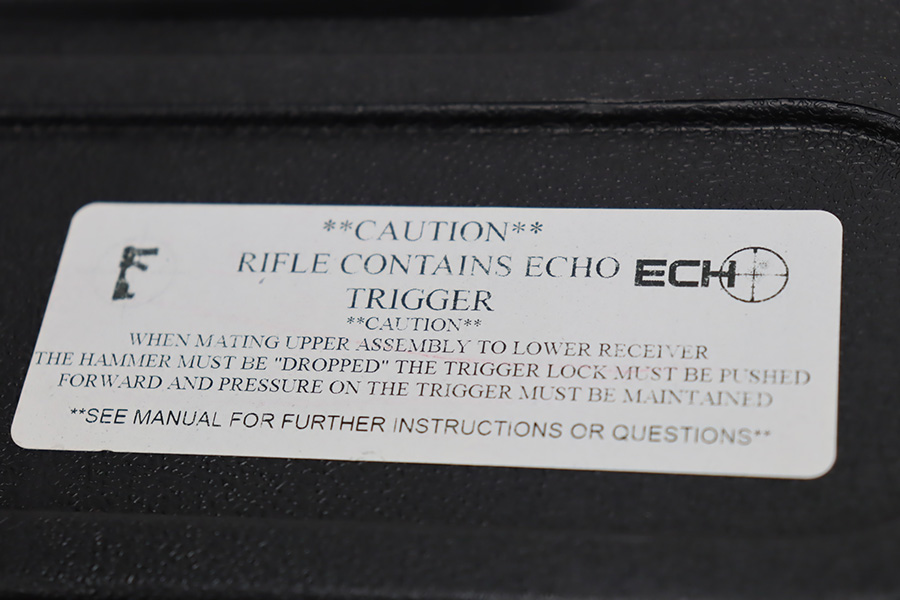 **CAUTION**
RIFLE CONTAINS ECHO
TRIGGER
F
ECHO
**CAUTION**
WHEN MATING UPPER ASSEMBLY TO LOWER RECEIVER
THE HAMMER MUST BE "DROPPED" THE TRIGGER LOCK MUST BE PUSHED
FORWARD AND PRESSURE ON THE TRIGGER MUST BE MAINTAINED
**SEE MANUAL FOR FURTHER INSTRUCTIONS OR QUESTIONS**